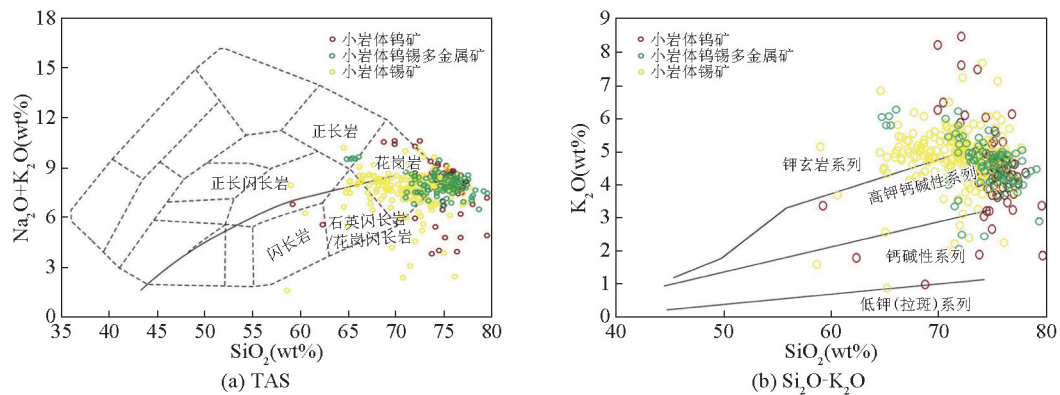 18
15
12
9
6
3
0
35
40
45
50
55
60
65
70
75
80
Na₂O+K₂O(wt%)
SiO₂(wt%)
小岩体钨矿
小岩体钨锡多金属矿
小岩体锡矿
正长岩
花岗岩
正长闪长岩
石英闪长岩
/花岗闪长岩
闪长岩
(a) TAS
9
8
7
6
5
4
3
2
1
0
40
50
60
70
80
K₂O(wt%)
SiO₂(wt%)
小岩体钨矿
小岩体钨锡多金属矿
小岩体锡矿
钾玄岩系列
高钾钙碱性系列
钙碱性系列
低钾(拉斑)系列
(b) Si₂O-K₂O